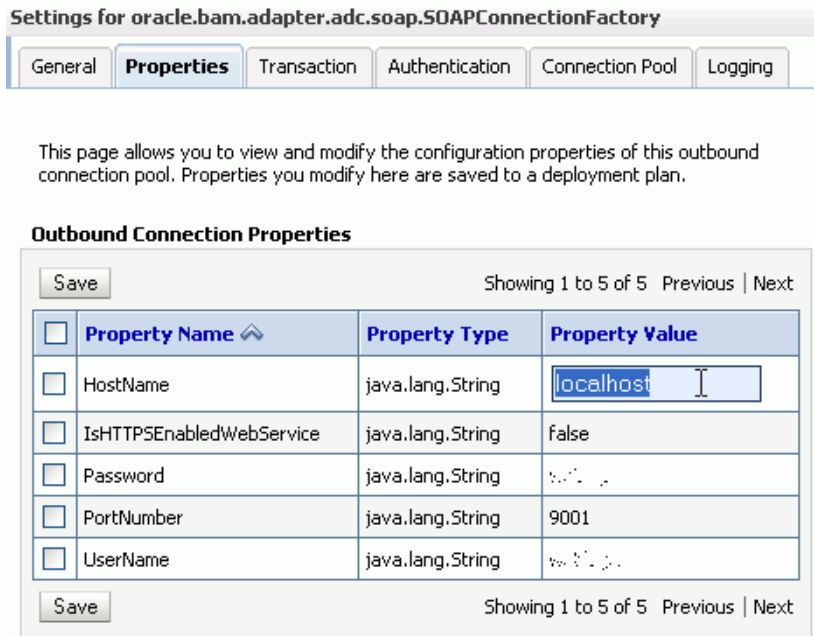 Settings for oracle.bam.adapter.adc.soap.SOAPConnectionFactory
General Properties Transaction Authentication Connection Pool Logging
This page allows you to view and modify the configuration properties of this outbound
connection pool. Properties you modify here are saved to a deployment plan.
Outbound Connection Properties
Save Showing 1 to 5 of 5 Previous | Next
Property Name Property Type Property Value
HostName java.lang.String localhost
IsHTTPSEnabledWebService java.lang.String false
Password java.lang.String
PortNumber java.lang.String 9001
UserName java.lang.String
Save Showing 1 to 5 of 5 Previous | Next